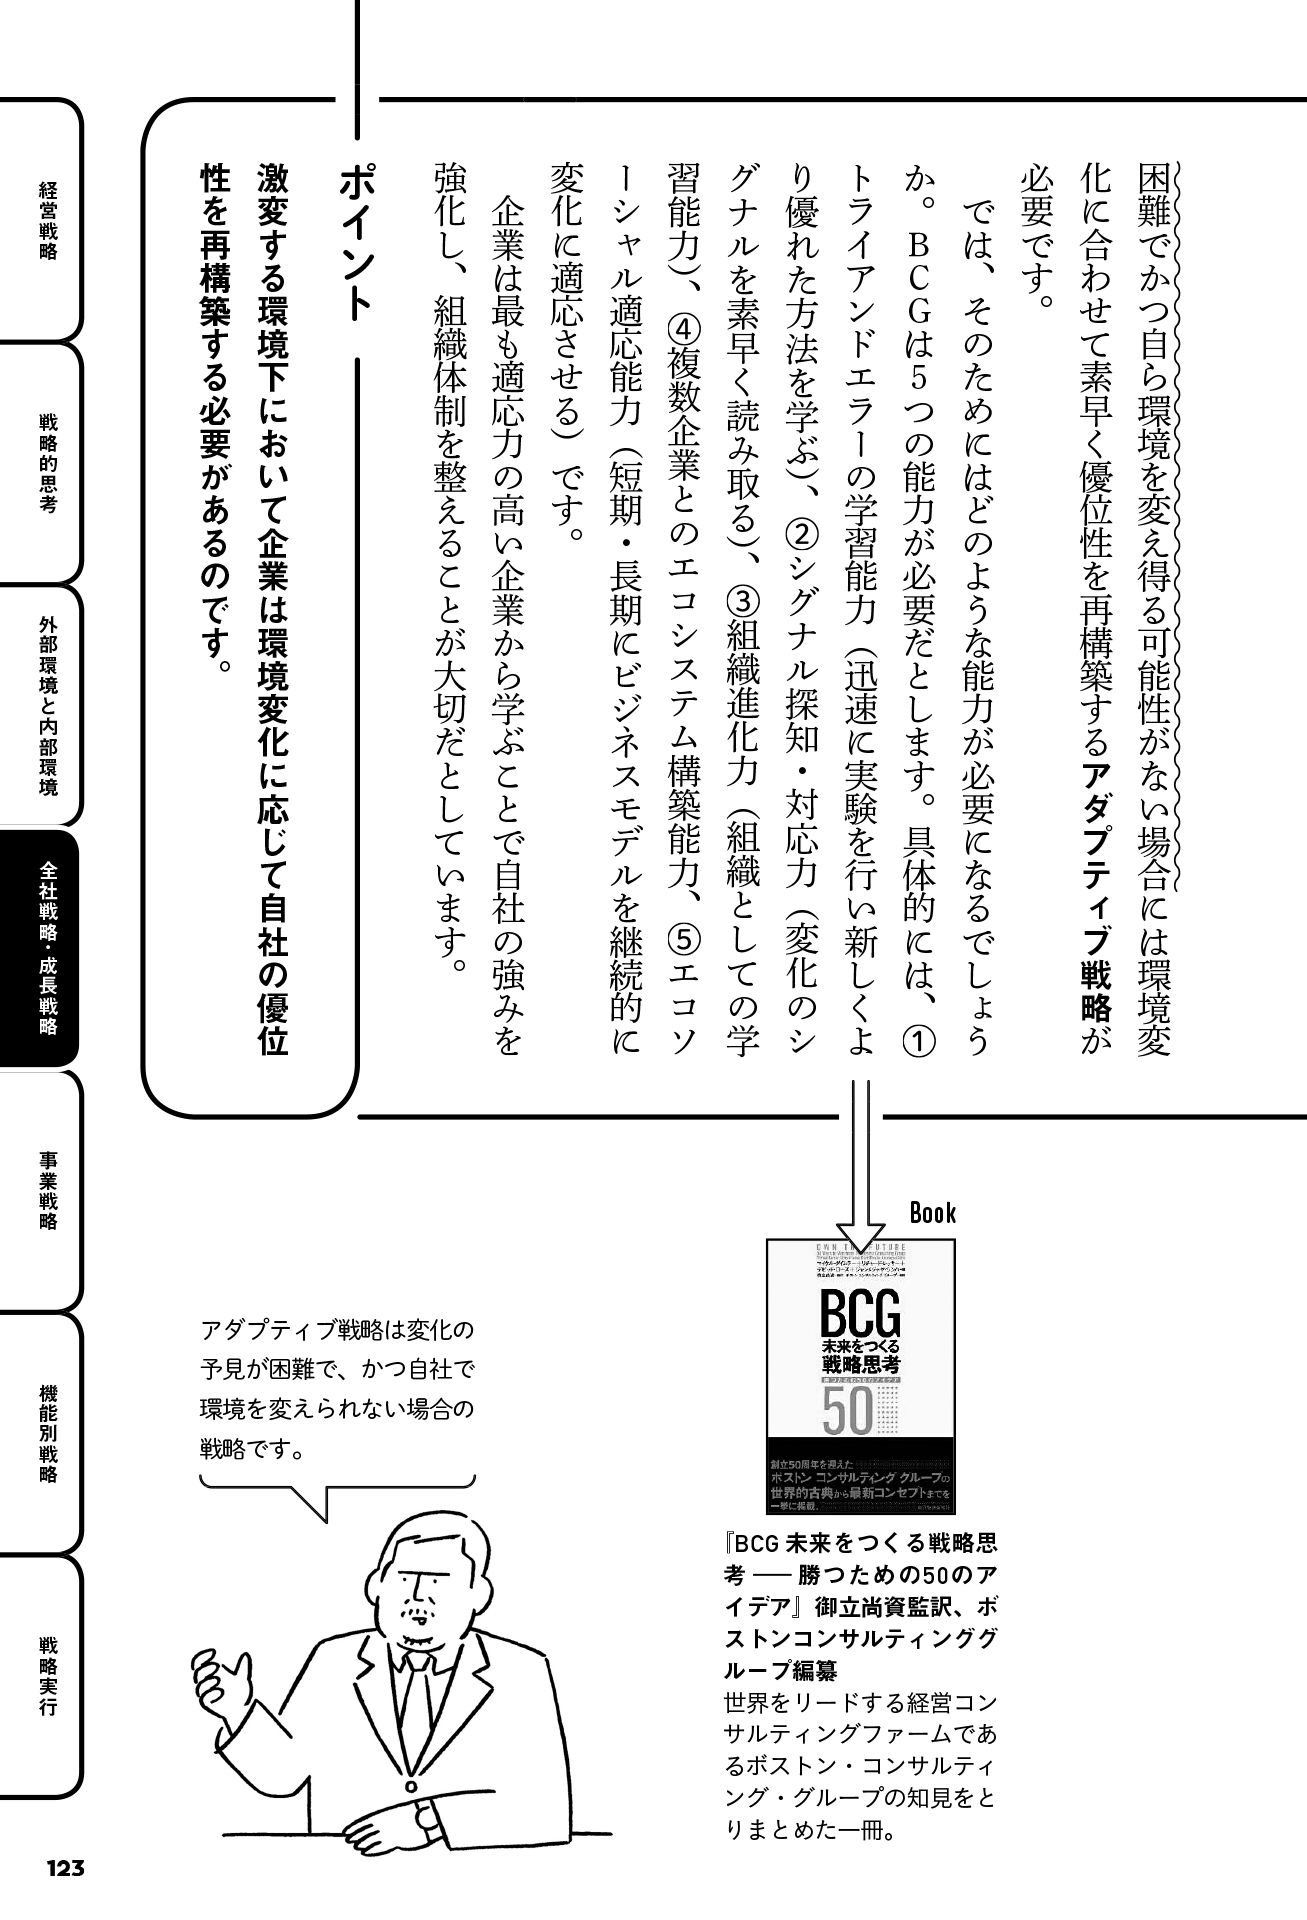 困難でかつ自ら環境を変え得る可能性がない場合には環境変
化に合わせて素早く優位性を再構築するアダプティブ戦略が
必要です。
では、そのためにはどのような能力が必要になるでしょう
か。BCGは5つの能力が必要だとします。具体的には、①
トライアンドエラーの学習能力（迅速に実験を行い新しくよ
り優れた方法を学ぶ）、②シグナル探知・対応力（変化のシ
グナルを素早く読み取る）、③組織進化力（組織としての学
習能力）、④複数企業とのエコシステム構築能力、⑤エコソ
ーシャル適応能力（短期・長期にビジネスモデルを継続的に
変化に適応させる）です。
企業は最も適応力の高い企業から学ぶことで自社の強みを
強化し、組織体制を整えることが大切だとしています。
ポイント
激変する環境下において企業は環境変化に応じて自社の優位
性を再構築する必要があるのです。
経営戦略
戦略的思考
外部環境と内部環境
全社戦略・成長戦略
事業戦略
機能別戦略
戦略実行
Book
BCG
未来をつくる
戦略思考
勝つための50のアイデア
50
創立50周年を迎えた
ボストン コンサルティング グループの
世界的古典から最新コンセプトまでを
一挙に掲載。
『BCG 未来をつくる戦略思
考 ── 勝つための50のア
イデア』御立尚資監訳、ボ
ストンコンサルティンググ
ループ編纂
世界をリードする経営コン
サルティングファームであ
るボストン・コンサルティ
ング・グループの知見をと
りまとめた一冊。
アダプティブ戦略は変化の
予見が困難で、かつ自社で
環境を変えられない場合の
戦略です。
123